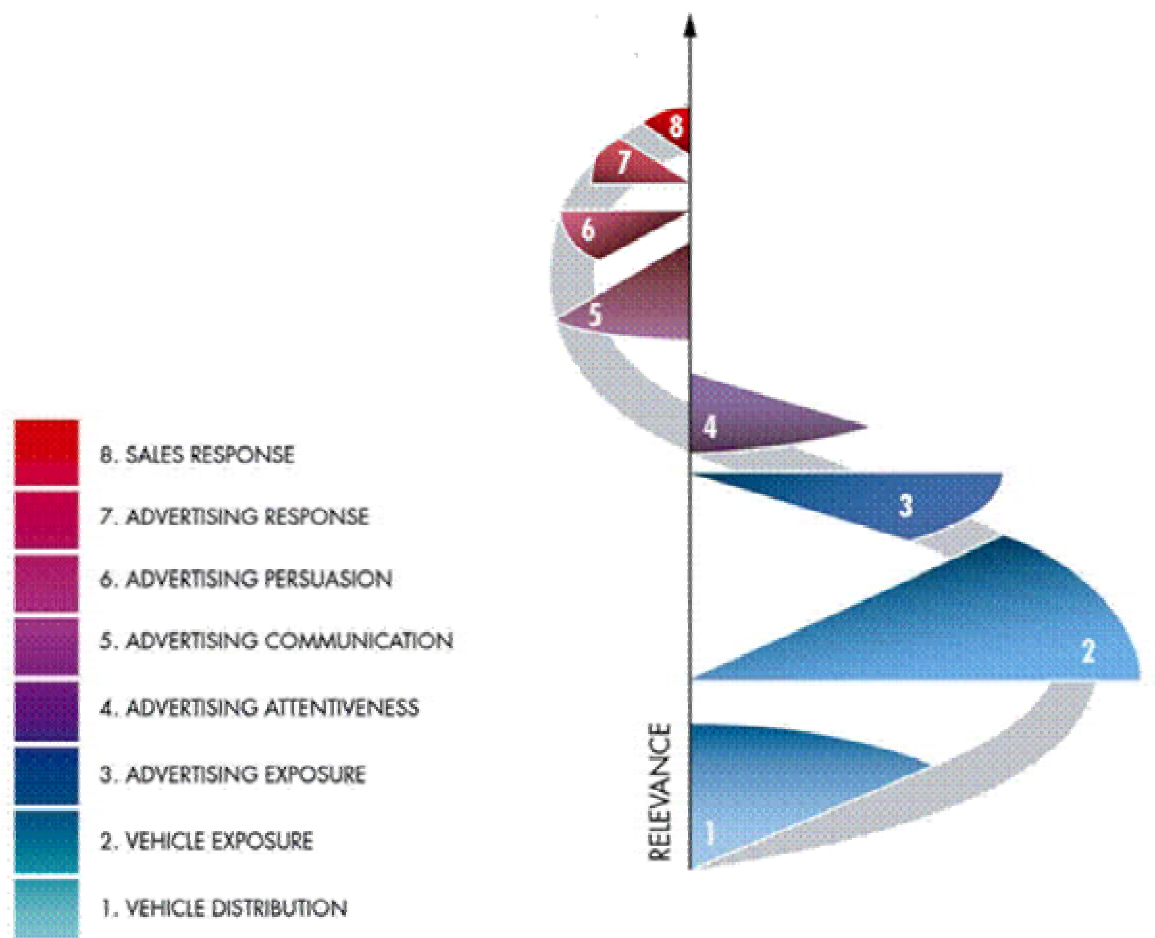 8
7
6
5
4
3
2
1
RELEVANCE
8. SALES RESPONSE
7. ADVERTISING RESPONSE
6. ADVERTISING PERSUASION
5. ADVERTISING COMMUNICATION
4. ADVERTISING ATTENTIVENESS
3. ADVERTISING EXPOSURE
2. VEHICLE EXPOSURE
1. VEHICLE DISTRIBUTION